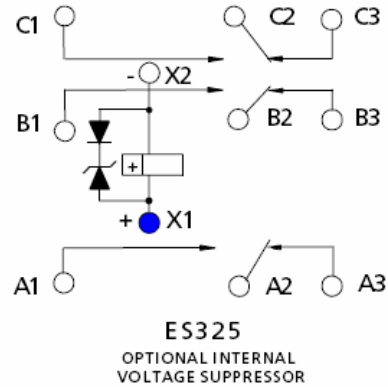 C1 C2 C3
- X2
B1 B2 B3
+
+ X1
A1 A2 A3
ES325
OPTIONAL INTERNAL
VOLTAGE SUPPRESSOR